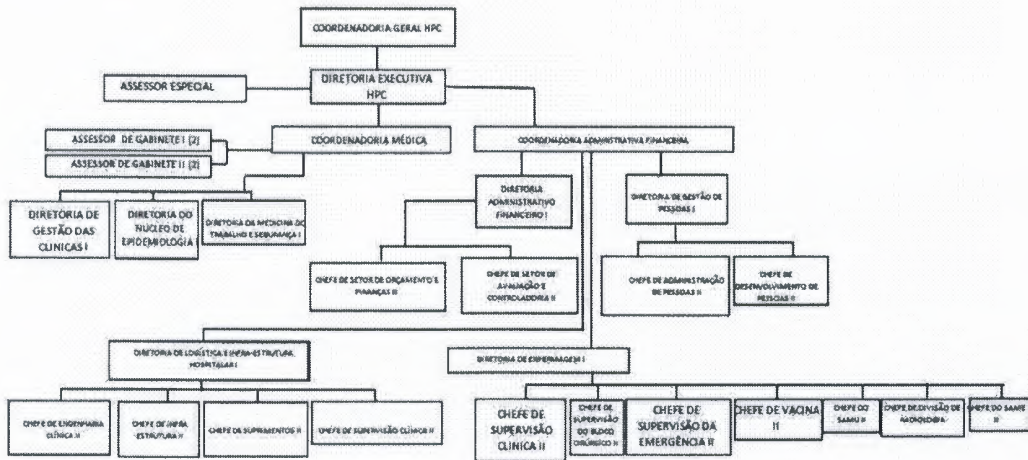 COORDENADORIA GERAL HPC
DIRETORIA EXECUTIVA
HPC
ASSESSOR ESPECIAL
ASSESSOR DE GABINETE I (2)
ASSESSOR DE GABINETE II (2)
COORDENADORIA MÉDICA
COORDENADORIA ADMINISTRATIVA FINANCEIRA
DIRETORIA DE
GESTÃO DAS
CLINICAS I
DIRETORIA DO
NÚCLEO DE
EPIDEMIOLOGIA I
DIRETORIA DA MEDICINA DO
TRABALHO E SEGURANÇA I
DIRETORIA
ADMINISTRATIVO
FINANCEIRO I
DIRETORIA DE GESTÃO DE
PESSOAS I
CHEFE DE SETOR DE ORÇAMENTO E
FINANÇAS II
CHEFE DE SETOR DE
AVALIAÇÃO E
CONTROLADORIA II
CHEFE DE ADMINISTRAÇÃO
DE PESSOAS II
CHEFE DE
DESENVOLVIMENTO DE
PESSOAS II
DIRETORIA DE LOGÍSTICA E INFRA-ESTRUTURA
HOSPITALAR I
DIRETORIA DE ENFERMAGEM I
CHEFE DE ENGENHARIA
CLÍNICA II
CHEFE DE INFRA
ESTRUTURA II
CHEFE DE SUPRIMENTOS II
CHEFE DE SUPERVISÃO CLÍNICA II
CHEFE DE
SUPERVISÃO
CLINICA II
CHEFE DE
SUPERVISÃO
DO BLOCO
CIRÚRGICO II
CHEFE DE
SUPERVISÃO DA
EMERGÊNCIA II
CHEFE DE VACINA
II
CHEFE DO
SAMU II
CHEFE DE DIVISÃO DE
RADIOLOGIA
CHEFE DO SAME
II